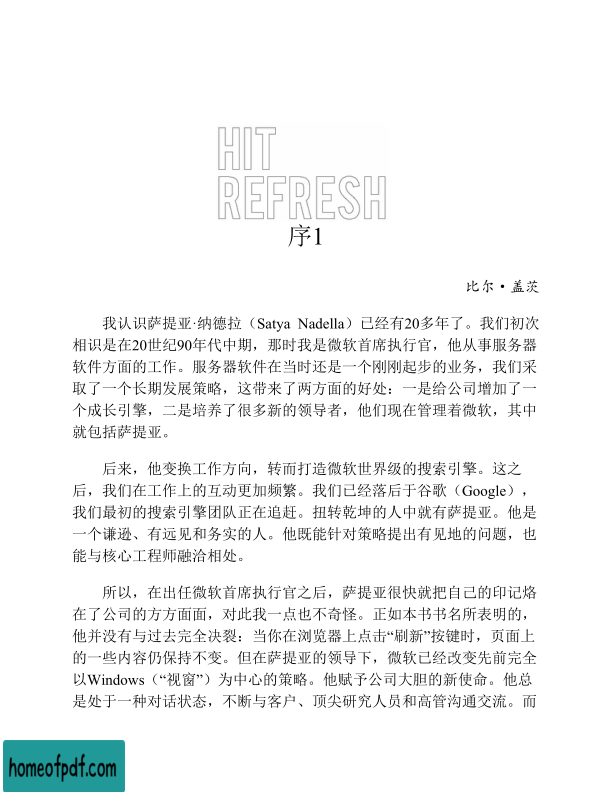 HIT
REFRESH
序1
比尔·盖茨
我认识萨提亚·纳德拉（Satya Nadella）已经有20多年了。我们初次
相识是在20世纪90年代中期，那时我是微软首席执行官，他从事服务器
软件方面的工作。服务器软件在当时还是一个刚刚起步的业务，我们采
取了一个长期发展策略，这带来了两方面的好处：一是给公司增加了一
个成长引擎，二是培养了很多新的领导者，他们现在管理着微软，其中
就包括萨提亚。
后来，他变换工作方向，转而打造微软世界级的搜索引擎。这之
后，我们在工作上的互动更加频繁。我们已经落后于谷歌（Google），
我们最初的搜索引擎团队正在追赶。扭转乾坤的人中就有萨提亚。他是
一个谦逊、有远见和务实的人。他既能针对策略提出有见地的问题，也
能与核心工程师融洽相处。
所以，在出任微软首席执行官之后，萨提亚很快就把自己的印记烙
在了公司的方方面面，对此我一点也不奇怪。正如本书书名所表明的，
他并没有与过去完全决裂：当你在浏览器上点击“刷新”按键时，页面上
的一些内容仍保持不变。但在萨提亚的领导下，微软已经改变先前完全
以Windows（“视窗”）为中心的策略。他赋予公司大胆的新使命。他总
是处于一种对话状态，不断与客户、顶尖研究人员和高管沟通交流。而
homeofpdf.com